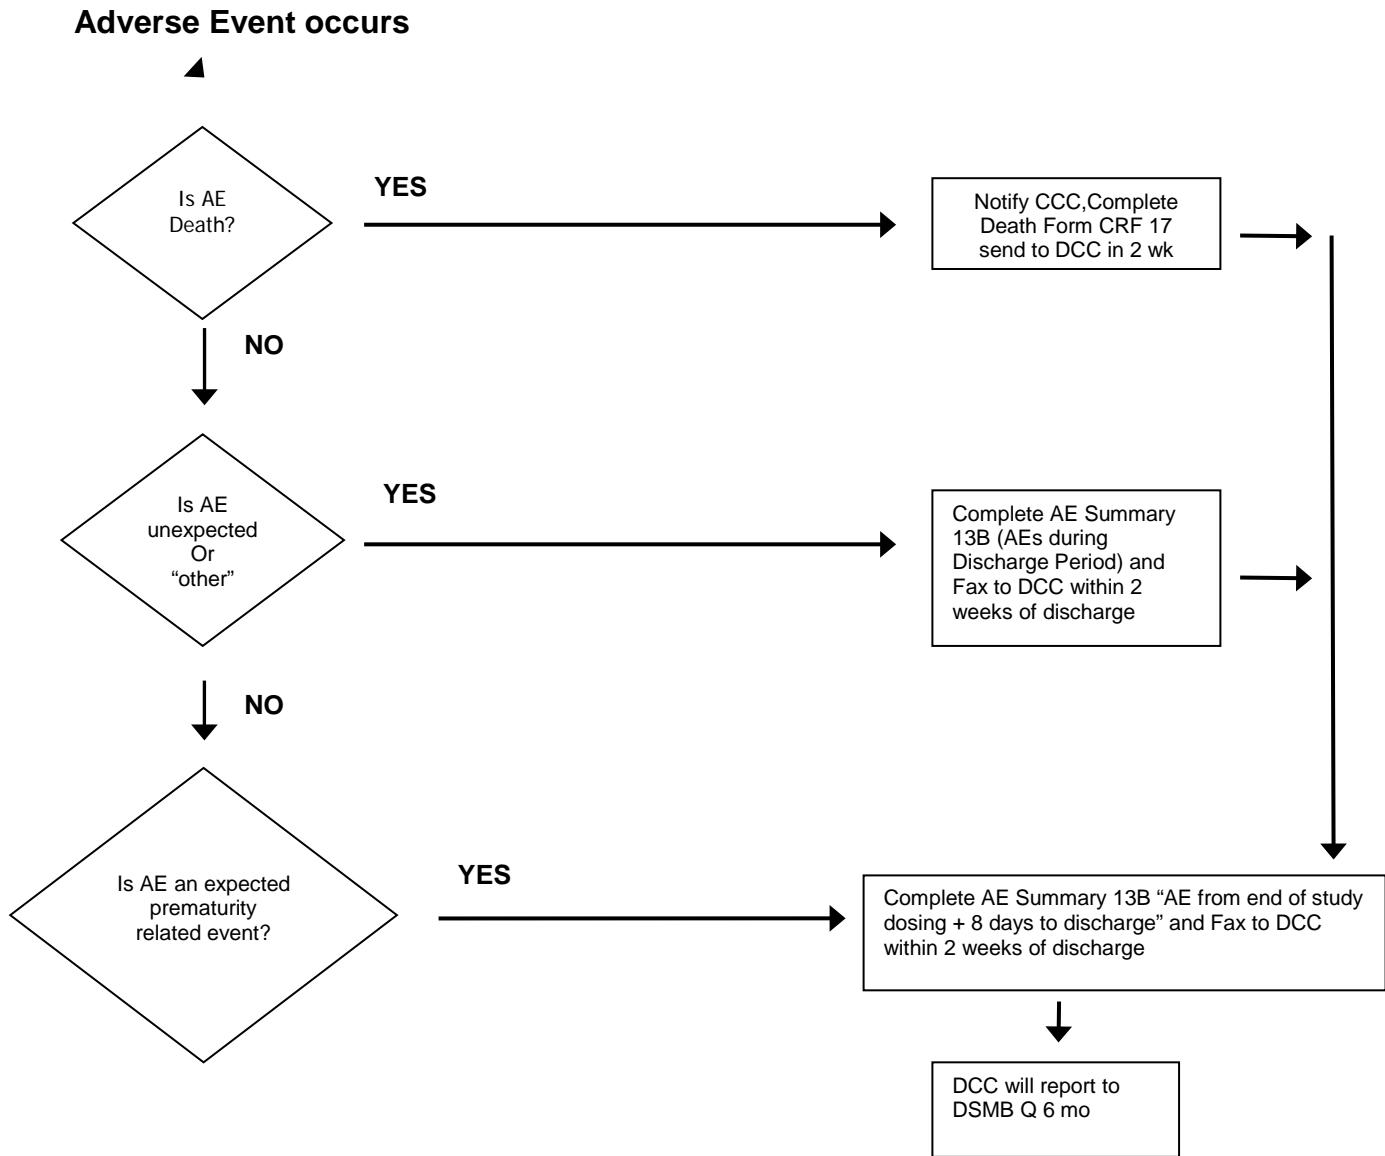 Adverse Event occurs
Is AE
Death?
YES
Notify CCC,Complete
Death Form CRF 17
send to DCC in 2 wk
NO
Is AE
unexpected
Or
“other”
YES
Complete AE Summary
13B (AEs during
Discharge Period) and
Fax to DCC within 2
weeks of discharge
NO
Is AE an expected
prematurity
related event?
YES
Complete AE Summary 13B “AE from end of study
dosing + 8 days to discharge” and Fax to DCC
within 2 weeks of discharge
DCC will report to
DSMB Q 6 mo